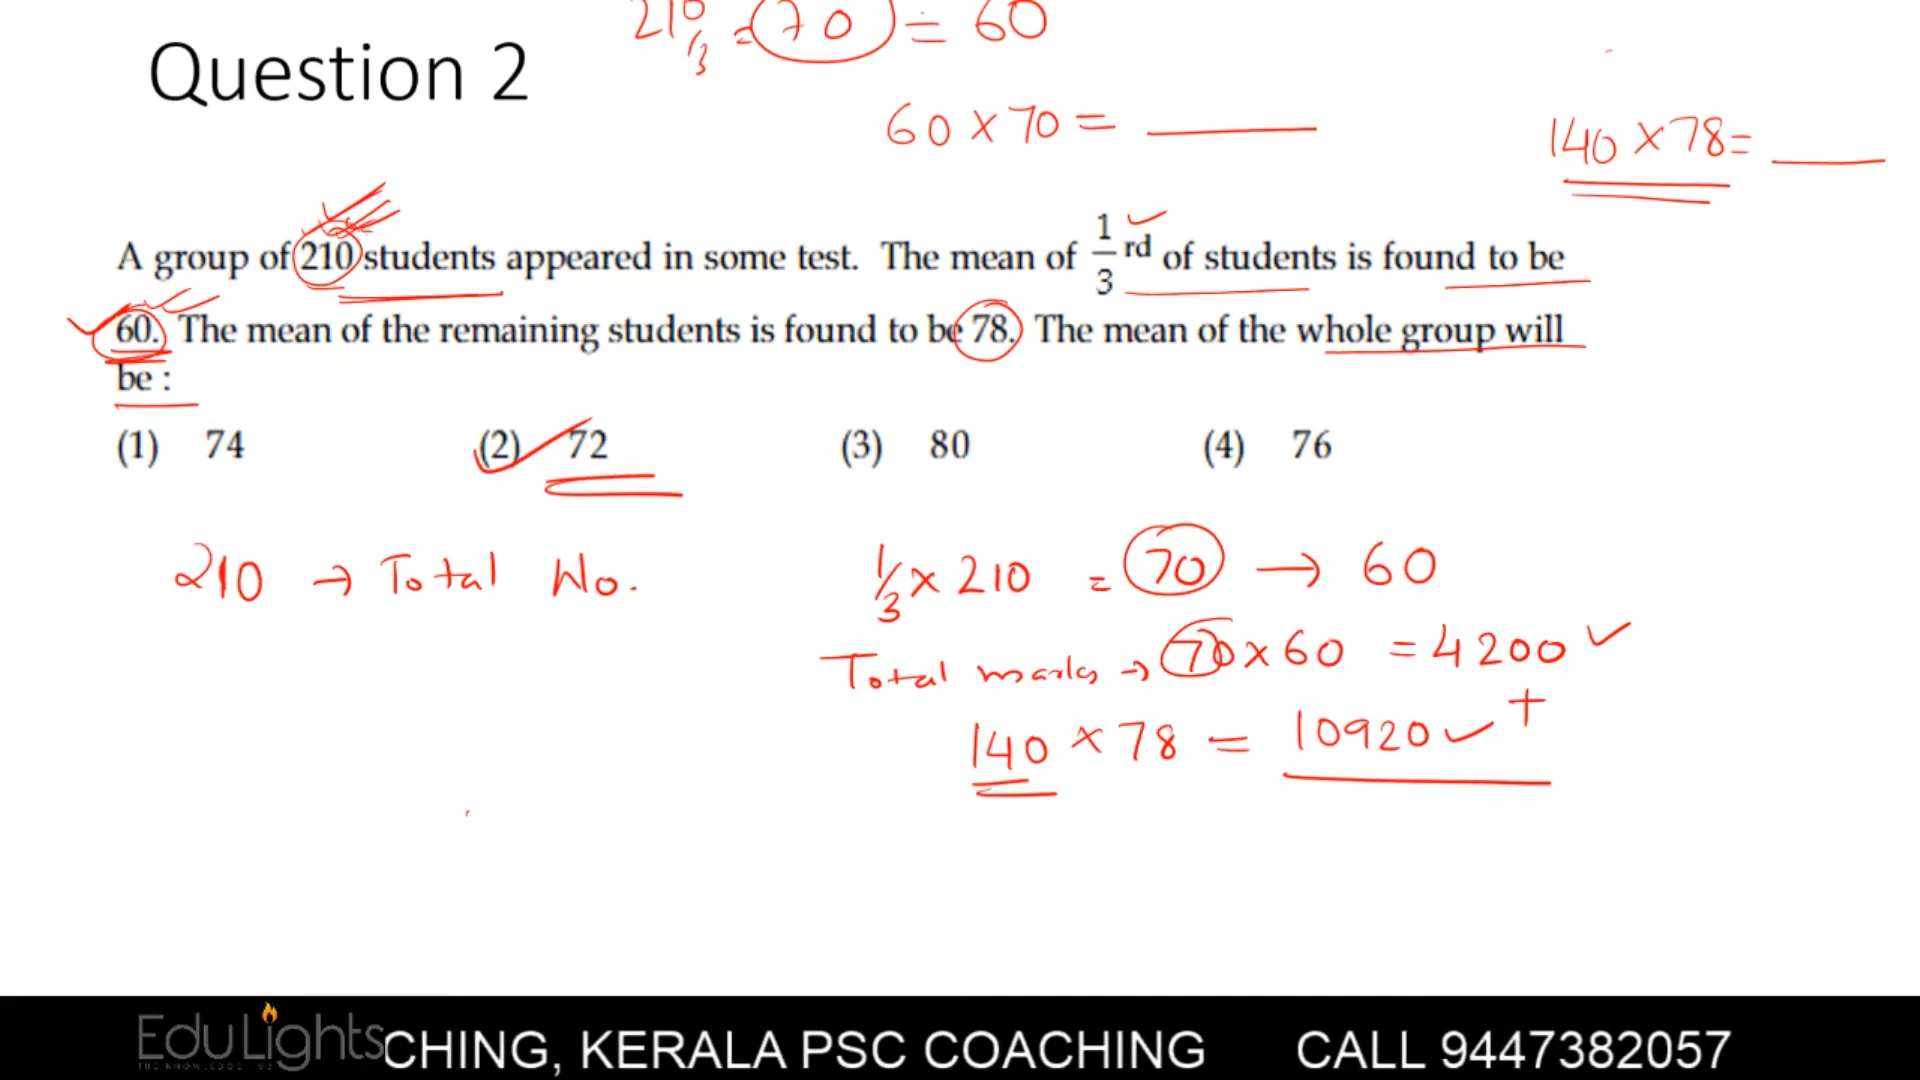 210/3 = 70 = 60
Question 2
60 x 70 =
140 x 78 =
A group of 210 students appeared in some test. The mean of 1/3 rd of students is found to be
60. The mean of the remaining students is found to be 78. The mean of the whole group will
be :
(1) 74 (2) 72 (3) 80 (4) 76
210 → Total No.
1/3 x 210 = 70 → 60
Total marks → 70 x 60 = 4200 ✓
+
140 x 78 = 10920 ✓
EduLights
CHING, KERALA PSC COACHING CALL 9447382057